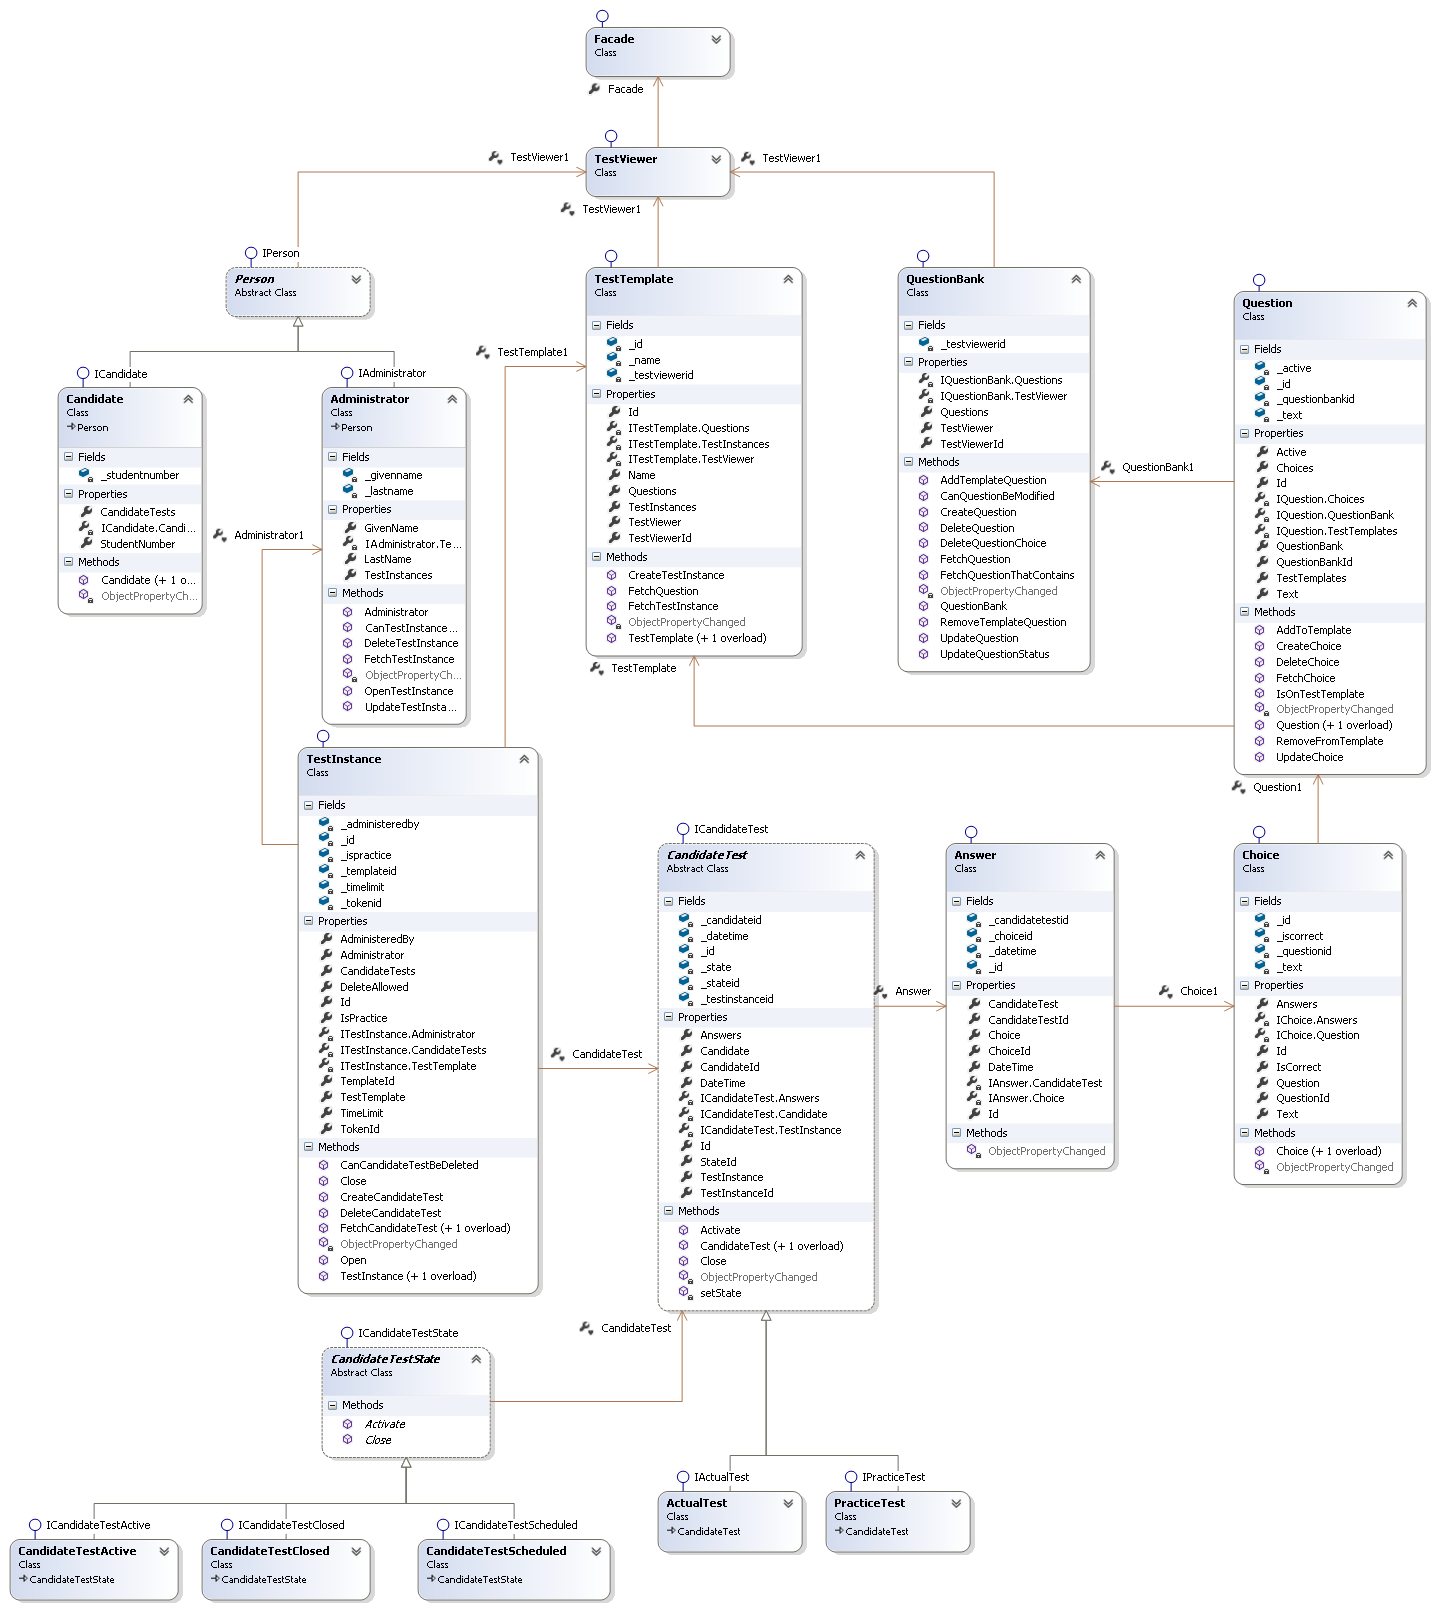 Facade
Class
Facade
TestViewer
Class
TestViewer1
TestViewer1
TestViewer1
IPerson
Person
Abstract Class
TestTemplate
Class
Fields
_id
_name
_testviewerid
Properties
Id
ITestTemplate.Questions
ITestTemplate.TestInstances
ITestTemplate.TestViewer
Name
Questions
TestInstances
TestViewer
TestViewerId
Methods
CreateTestInstance
FetchQuestion
FetchTestInstance
ObjectPropertyChanged
TestTemplate (+ 1 overload)
QuestionBank
Class
Fields
_testviewerid
Properties
IQuestionBank.Questions
IQuestionBank.TestViewer
Questions
TestViewer
TestViewerId
Methods
AddTemplateQuestion
CanQuestionBeModified
CreateQuestion
DeleteQuestion
DeleteQuestionChoice
FetchQuestion
FetchQuestionThatContains
ObjectPropertyChanged
QuestionBank
RemoveTemplateQuestion
UpdateQuestion
UpdateQuestionStatus
Question
Class
Fields
_active
_id
_questionbankid
_text
Properties
Active
Choices
Id
IQuestion.Choices
IQuestion.QuestionBank
IQuestion.TestTemplates
QuestionBank
QuestionBankId
TestTemplates
Text
Methods
AddToTemplate
CreateChoice
DeleteChoice
FetchChoice
IsOnTestTemplate
ObjectPropertyChanged
Question (+ 1 overload)
RemoveFromTemplate
UpdateChoice
QuestionBank1
TestTemplate1
TestTemplate
Question1
ICandidate
Candidate
Class
Person
Fields
_studentnumber
Properties
CandidateTests
ICandidate.Candi...
StudentNumber
Methods
Candidate (+ 1 o...
ObjectPropertyCh...
IAdministrator
Administrator
Class
Person
Fields
_givenname
_lastname
Properties
GivenName
IAdministrator.Te...
LastName
TestInstances
Methods
Administrator
CanTestInstance...
DeleteTestInstance
FetchTestInstance
ObjectPropertyCh...
OpenTestInstance
UpdateTestInsta...
Administrator1
TestInstance
Class
Fields
_administeredby
_id
_ispractice
_templateid
_timelimit
_tokenid
Properties
AdministeredBy
Administrator
CandidateTests
DeleteAllowed
Id
IsPractice
ITestInstance.Administrator
ITestInstance.CandidateTests
ITestInstance.TestTemplate
TemplateId
TestTemplate
TimeLimit
TokenId
Methods
CanCandidateTestBeDeleted
Close
CreateCandidateTest
DeleteCandidateTest
FetchCandidateTest (+ 1 overload)
ObjectPropertyChanged
Open
TestInstance (+ 1 overload)
CandidateTest
ICandidateTest
CandidateTest
Abstract Class
Fields
_candidateid
_datetime
_id
_state
_stateid
_testinstanceid
Properties
Answers
Candidate
CandidateId
DateTime
ICandidateTest.Answers
ICandidateTest.Candidate
ICandidateTest.TestInstance
Id
StateId
TestInstance
TestInstanceId
Methods
Activate
CandidateTest (+ 1 overload)
Close
ObjectPropertyChanged
setState
Answer
Answer
Class
Fields
_candidatetestid
_choiceid
_datetime
_id
Properties
CandidateTest
CandidateTestId
Choice
ChoiceId
DateTime
IAnswer.CandidateTest
IAnswer.Choice
Id
Methods
ObjectPropertyChanged
Choice1
Choice
Class
Fields
_id
_iscorrect
_questionid
_text
Properties
Answers
IChoice.Answers
IChoice.Question
Id
IsCorrect
Question
QuestionId
Text
Methods
Choice (+ 1 overload)
ObjectPropertyChanged
ICandidateTestState
CandidateTestState
Abstract Class
Methods
Activate
Close
CandidateTest
IActualTest
ActualTest
Class
CandidateTest
IPracticeTest
PracticeTest
Class
CandidateTest
ICandidateTestActive
CandidateTestActive
Class
CandidateTestState
ICandidateTestClosed
CandidateTestClosed
Class
CandidateTestState
ICandidateTestScheduled
CandidateTestScheduled
Class
CandidateTestState